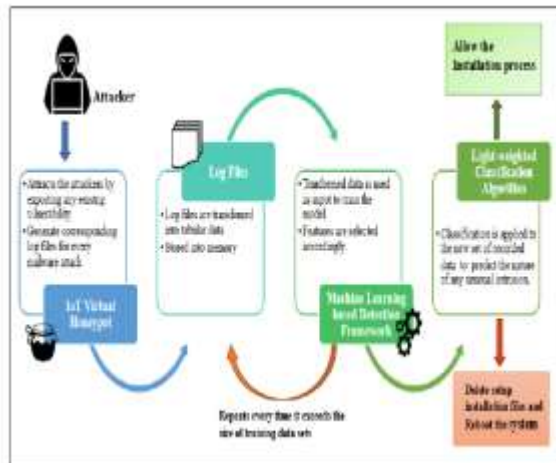 Attacker
• Attracts the attackers by
exposing any existing
vulnerability.
• Generate corresponding
log files for every
malware attack
IoT Virtual
Honeypot
Log Files
• Log files are transformed
into tabular data
• Stored into memory
• Transformed data is used
as input to train the
model.
• Features are selected
accordingly.
Machine Learning
based Detection
Framework
Repeats every time it exceeds the
size of training data sets
Allow the
Installation process
Light-weighted
Classification
Algorithm
• Classification is applied to
the new set of recorded
data to predict the nature
of any unusual intrusion.
Delete setup
installation files and
Reboot the system